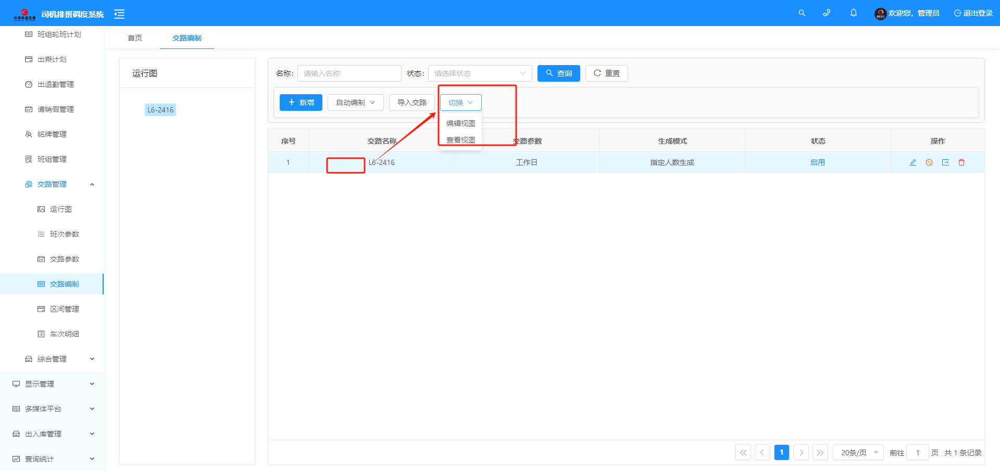 长春轨道交通
司机排班调度系统
欢迎您，管理员
退出登录
班组轮班计划
出乘计划
出退勤管理
请销假管理
铭牌管理
班组管理
交路管理
运行图
班次参数
交路参数
交路编制
区间管理
车次明细
综合管理
显示管理
多媒体平台
出入库管理
查询统计
首页
交路编制
运行图
L6-2416
名称：
请输入名称
状态：
请选择状态
查询
重置
新增
自动编制
导入交路
切换
编辑视图
查看视图
序号 交路名称 交路参数 生成模式 状态 操作
1 L6-2416 工作日 指定人数生成 启用
1
20条/页
前往 1 页
共 1 条记录